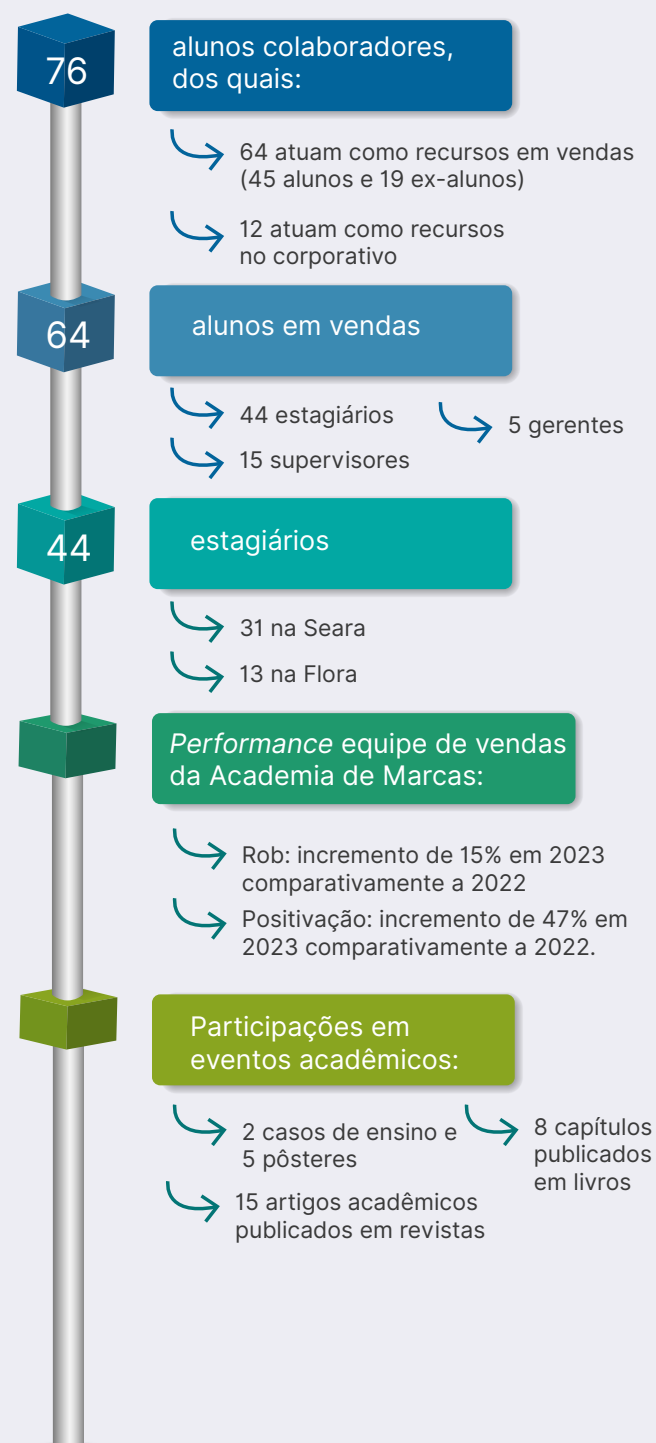 76
alunos colaboradores,
dos quais:
64 atuam como recursos em vendas
(45 alunos e 19 ex-alunos)
12 atuam como recursos
no corporativo
64
alunos em vendas
44 estagiários
5 gerentes
15 supervisores
44
estagiários
31 na Seara
13 na Flora
Performance equipe de vendas
da Academia de Marcas:
Rob: incremento de 15% em 2023
comparativamente a 2022
Positivação: incremento de 47% em
2023 comparativamente a 2022.
Participações em
eventos acadêmicos:
2 casos de ensino e
5 pôsteres
8 capítulos
publicados
em livros
15 artigos acadêmicos
publicados em revistas